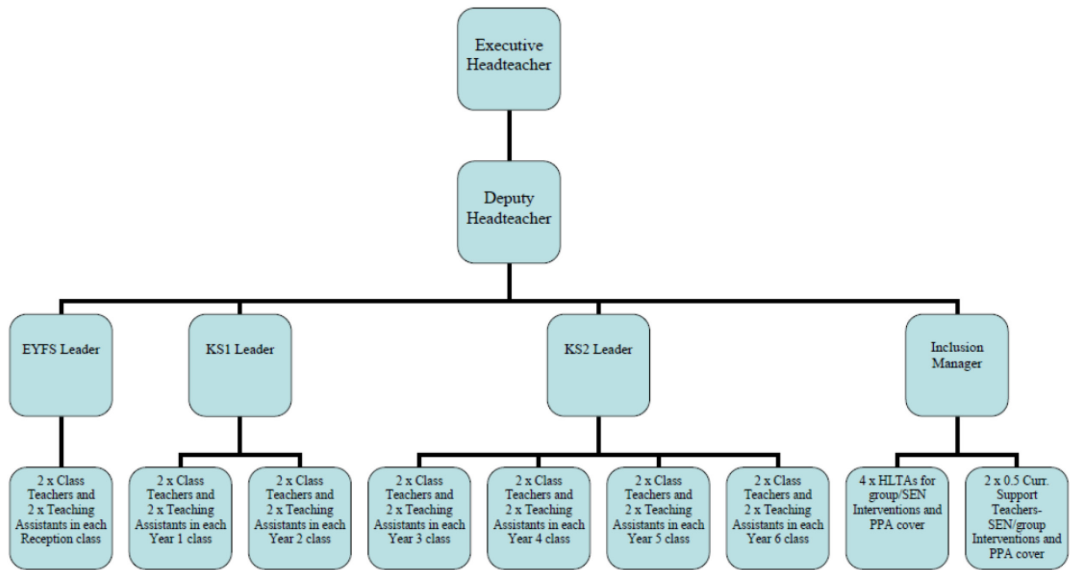 Executive
Headteacher
Deputy
Headteacher
EYFS Leader
KS1 Leader
KS2 Leader
Inclusion
Manager
2 x Class
Teachers and
2 x Teaching
Assistants in each
Reception class
2 x Class
Teachers and
2 x Teaching
Assistants in each
Year 1 class
2 x Class
Teachers and
2 x Teaching
Assistants in each
Year 2 class
2 x Class
Teachers and
2 x Teaching
Assistants in each
Year 3 class
2 x Class
Teachers and
2 x Teaching
Assistants in each
Year 4 class
2 x Class
Teachers and
2 x Teaching
Assistants in each
Year 5 class
2 x Class
Teachers and
2 x Teaching
Assistants in each
Year 6 class
4 x HLTAs for
group/SEN
Interventions and
PPA cover
2 x 0.5 Curr.
Support
Teachers-
SEN/group
Interventions and
PPA cover